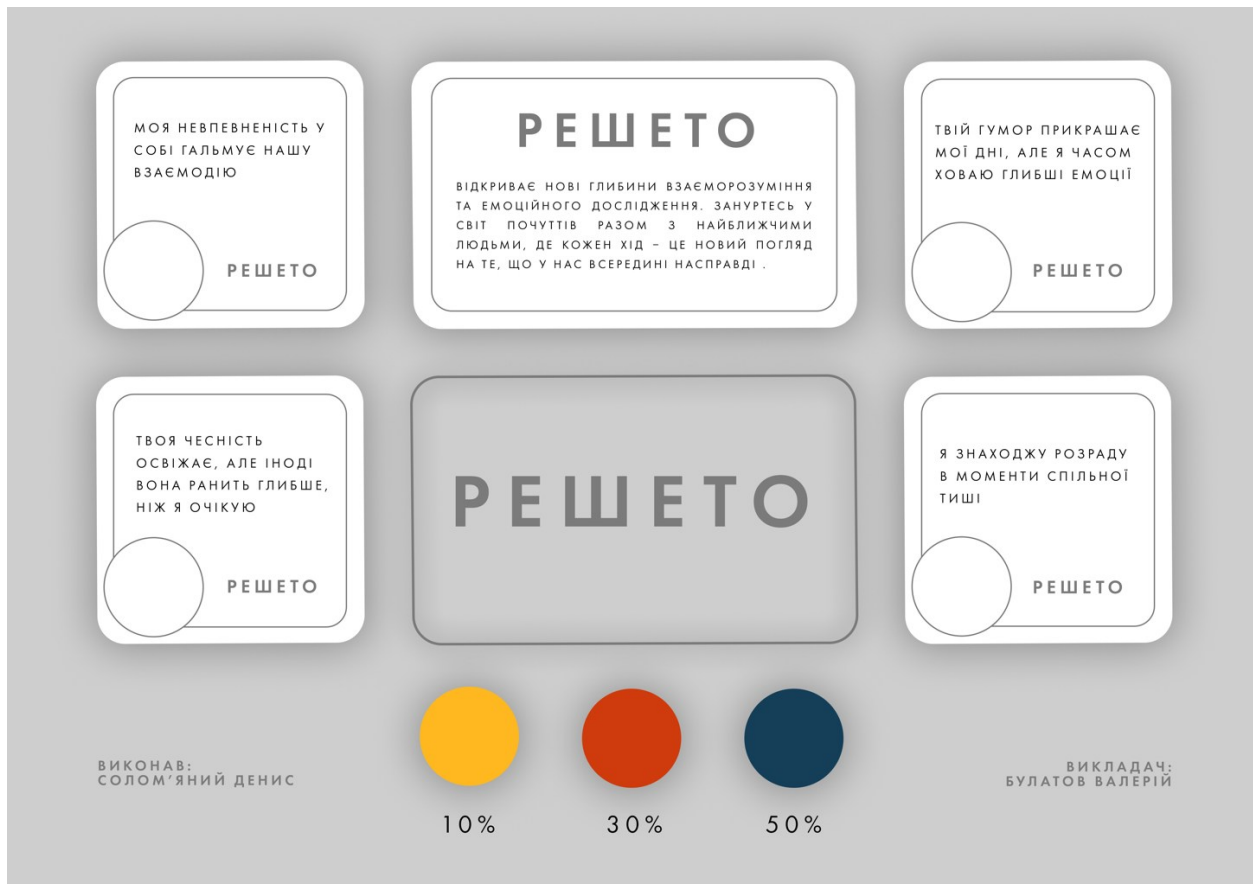 МОЯ НЕВПЕВНЕНІСТЬ У
СОБІ ГАЛЬМУЄ НАШУ
ВЗАЄМОДІЮ
РЕШЕТО
РЕШЕТО
ВІДКРИВАЄ НОВІ ГЛИБИНИ ВЗАЄМОРОЗУМІННЯ
ТА ЕМОЦІЙНОГО ДОСЛІДЖЕННЯ. ЗАНУРТЕСЬ У
СВІТ ПОЧУТТІВ РАЗОМ З НАЙБЛИЖЧИМИ
ЛЮДЬМИ, ДЕ КОЖЕН ХІД – ЦЕ НОВИЙ ПОГЛЯД
НА ТЕ, ЩО У НАС ВСЕРЕДИНІ НАСПРАВДІ .
ТВІЙ ГУМОР ПРИКРАШАЄ
МОЇ ДНІ, АЛЕ Я ЧАСОМ
ХОВАЮ ГЛИБШІ ЕМОЦІЇ
РЕШЕТО
ТВОЯ ЧЕСНІСТЬ
ОСВІЖАЄ, АЛЕ ІНОДІ
ВОНА РАНИТЬ ГЛИБШЕ,
НІЖ Я ОЧІКУЮ
РЕШЕТО
РЕШЕТО
Я ЗНАХОДЖУ РОЗРАДУ
В МОМЕНТИ СПІЛЬНОЇ
ТИШІ
РЕШЕТО
ВИКОНАВ:
СОЛОМ’ЯНИЙ ДЕНИС
10%
30%
50%
ВИКЛАДАЧ:
БУЛАТОВ ВАЛЕРІЙ